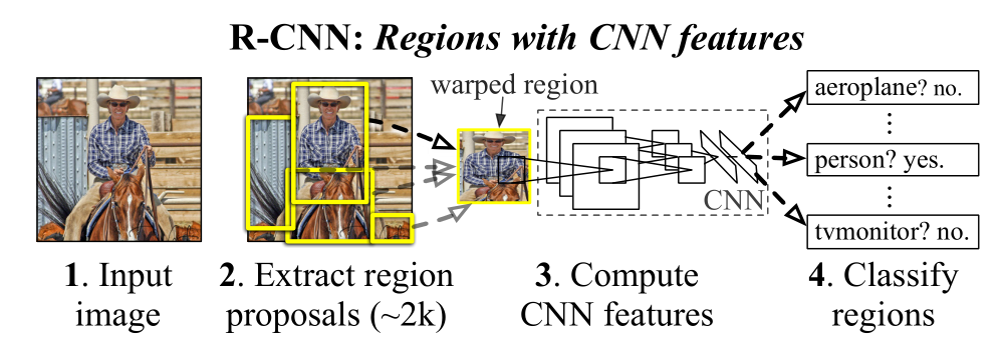 R-CNN: Regions with CNN features
warped region
aeroplane? no.
person? yes.
tvmonitor? no.
CNN
1. Input
image
2. Extract region
proposals (~2k)
3. Compute
CNN features
4. Classify
regions